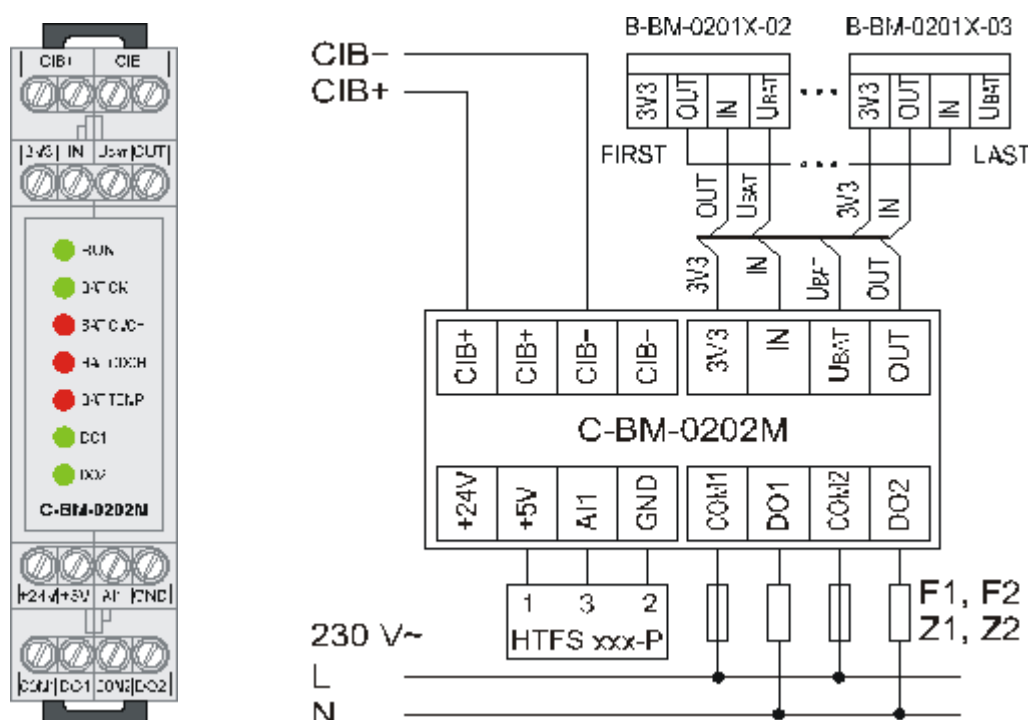 CIB+
3V3 IN UBAT OUT
RUN
DO1
DO2
C-BM-0202M
+24V +5V AI1 GND
COM1 DO1 COM2 DO2
CIB–
CIB+
B-BM-0201X-02
B-BM-0201X-03
3V3 OUT IN UBAT
...
3V3 OUT IN UBAT
FIRST
...
LAST
OUT UBAT 3V3 IN
3V3 IN UBAT OUT
CIB+ CIB+ CIB– CIB– 3V3 IN UBAT OUT
C-BM-0202M
+24V +5V AI1 GND COM1 DO1 COM2 DO2
1 3 2
HTFS xxx-P
F1, F2
Z1, Z2
230 V~
L
N